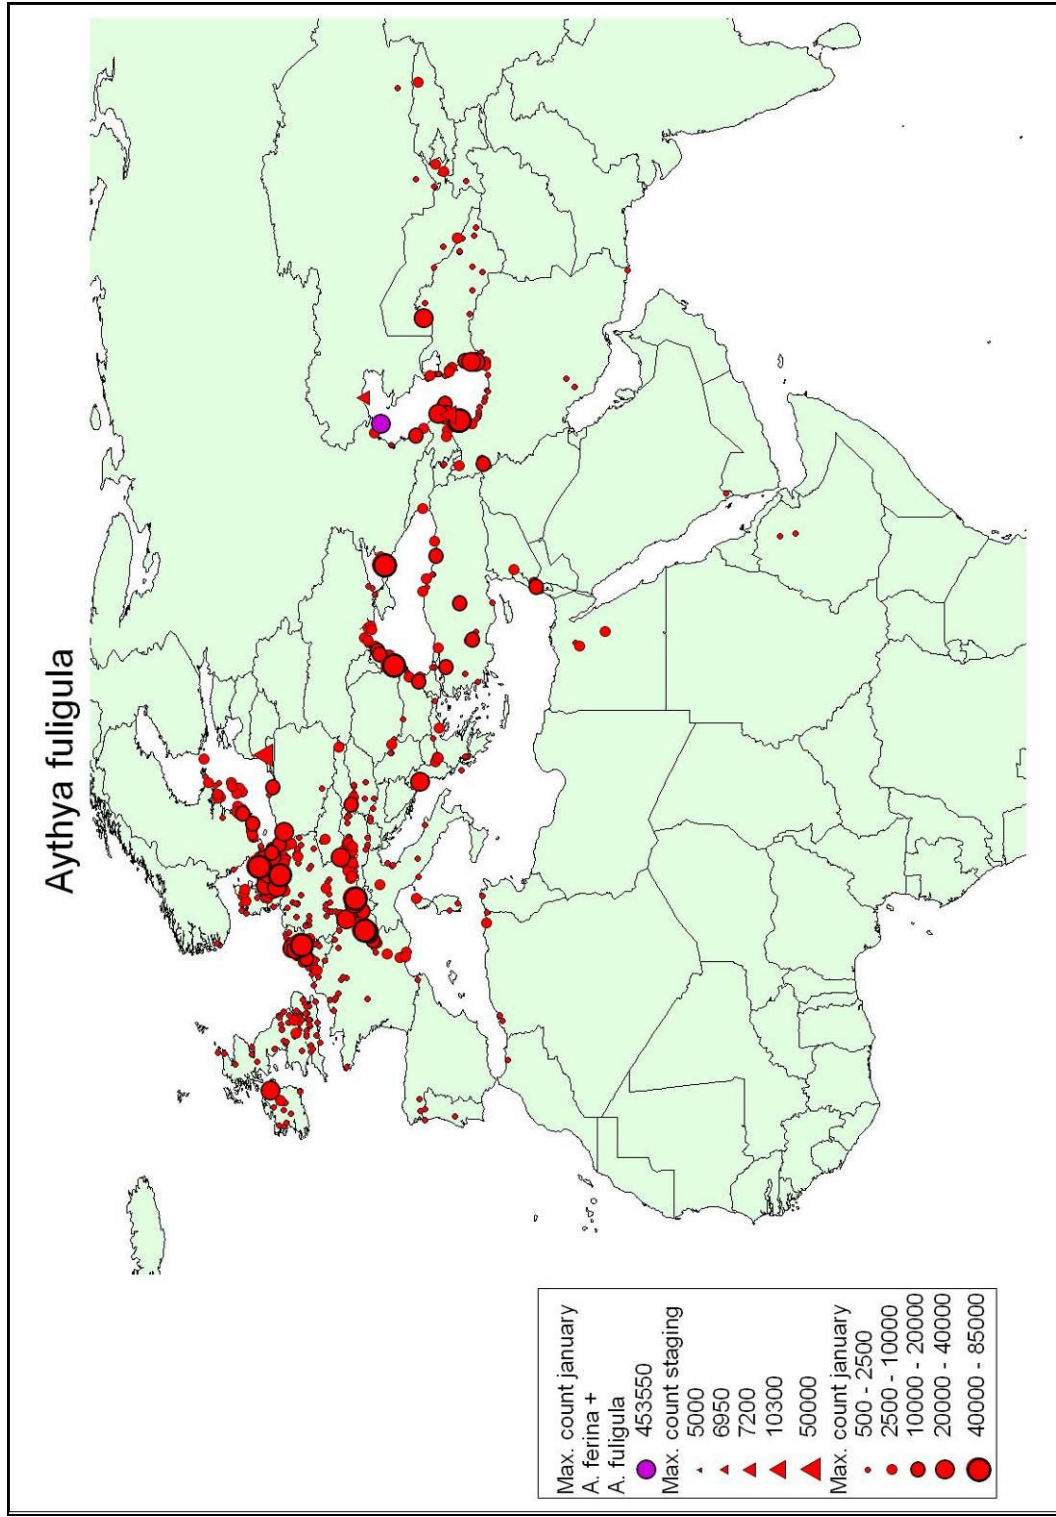 Aythya fuligula
Max. count january
A. ferina +
A. fuligula
453550
Max. count staging
5000
6950
7200
10300
50000
Max. count january
500 - 2500
2500 - 10000
10000 - 20000
20000 - 40000
40000 - 85000